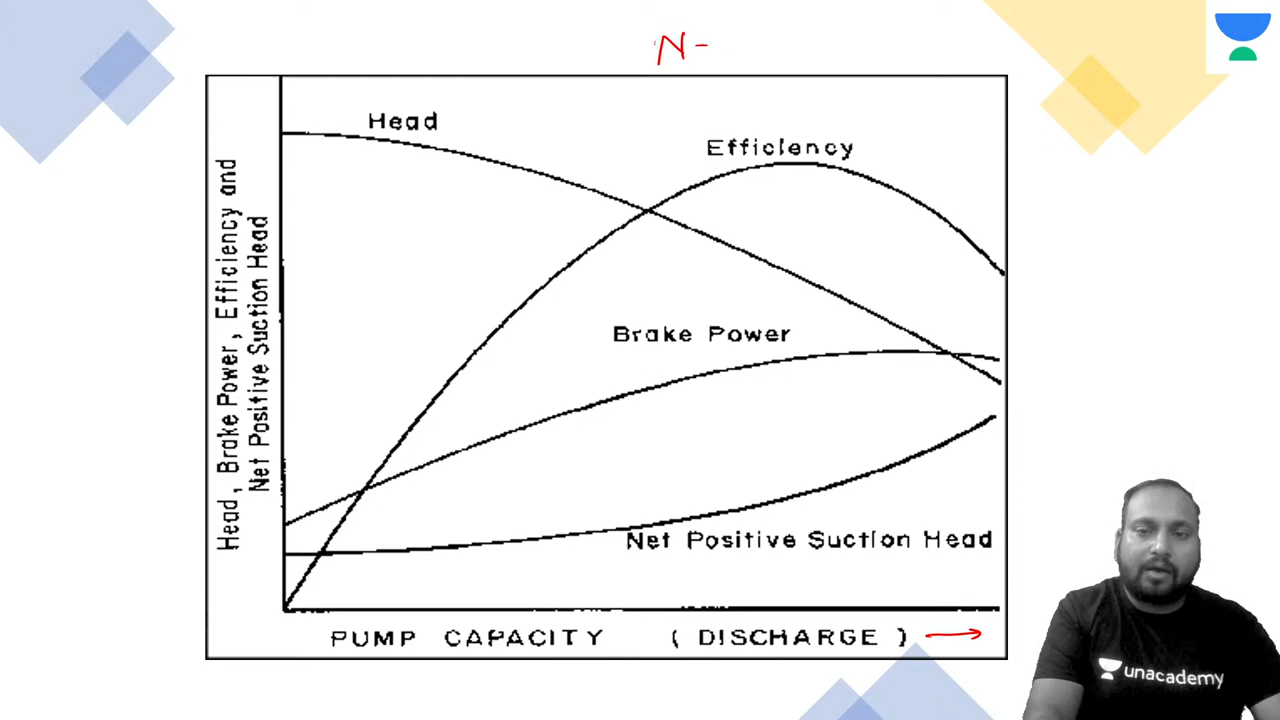 N-
Head
Efficiency
Head, Brake Power, Efficiency and
Net Positive Suction Head
Brake Power
Net Positive Suction Head
PUMP CAPACITY ( DISCHARGE )
unacademy